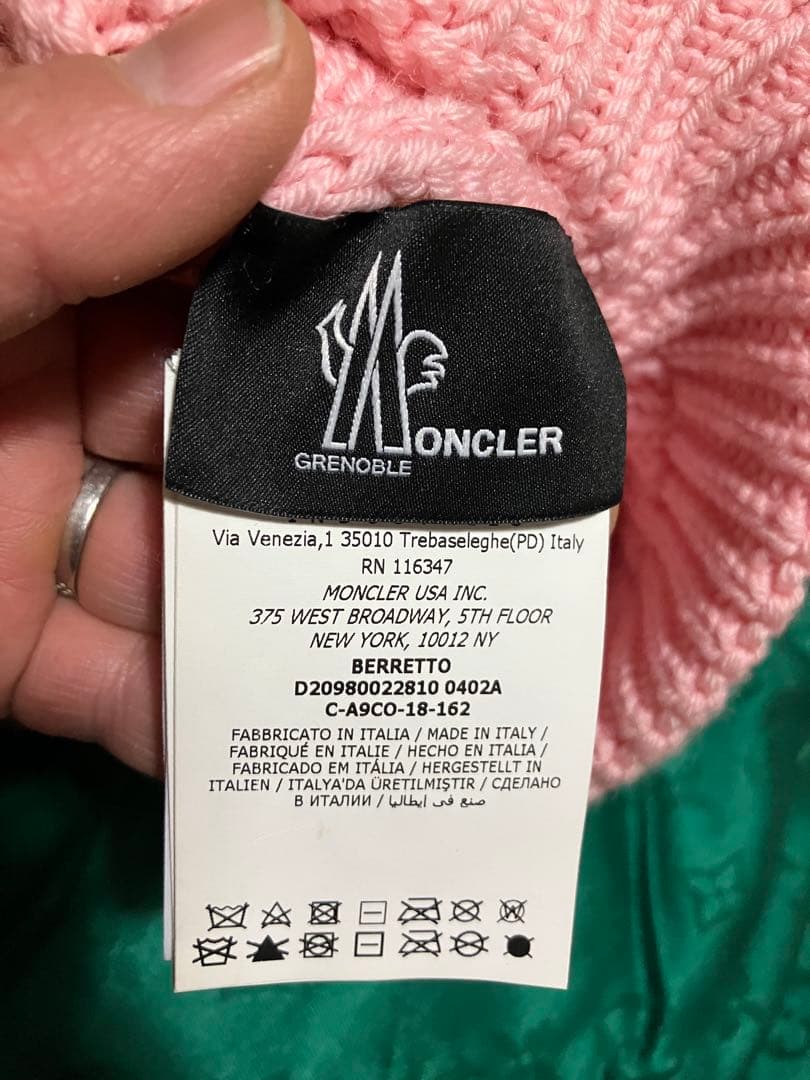 MONCLER
GRENOBLE
Via Venezia,1 35010 Trebaseleghe(PD) Italy
RN 116347
MONCLER USA INC.
375 WEST BROADWAY, 5TH FLOOR
NEW YORK, 10012 NY
BERRETTO
D20980022810 0402A
C-A9CO-18-162
FABBRICATO IN ITALIA / MADE IN ITALY /
FABRIQUÉ EN ITALIE / HECHO EN ITALIA /
FABRICADO EM ITÁLIA / HERGESTELLT IN
ITALIEN / ITALYA'DA ÜRETILMIŞTIR / СДЕЛАНО
В ИТАЛИИ / صنع في إيطاليا
W